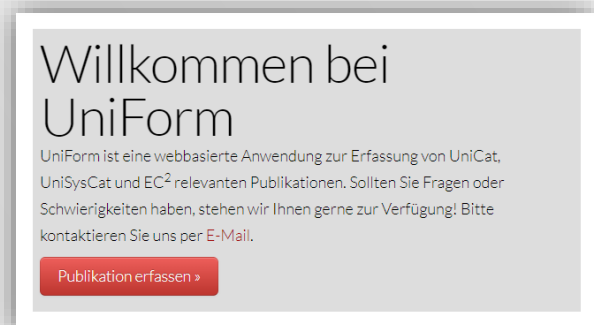 Willkommen bei
UniForm
UniForm ist eine webbasierte Anwendung zur Erfassung von UniCat,
UniSysCat und EC² relevanten Publikationen. Sollten Sie Fragen oder
Schwierigkeiten haben, stehen wir Ihnen gerne zur Verfügung! Bitte
kontaktieren Sie uns per E-Mail.
Publikation erfassen »